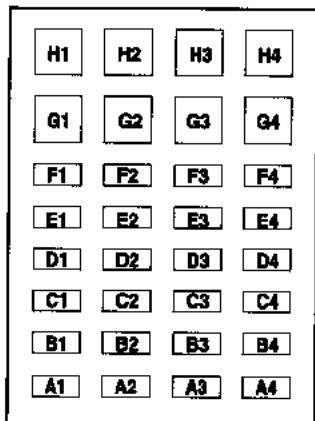 H1 H2 H3 H4
G1 G2 G3 G4
F1 F2 F3 F4
E1 E2 E3 E4
D1 D2 D3 D4
C1 C2 C3 C4
B1 B2 B3 B4
A1 A2 A3 A4